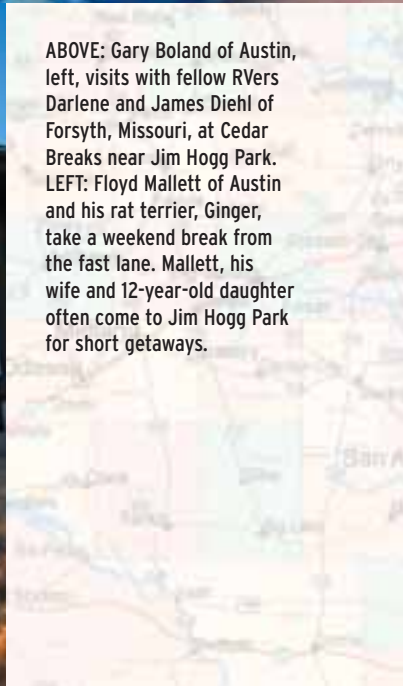 ABOVE: Gary Boland of Austin,
left, visits with fellow RVers
Darlene and James Diehl of
Forsyth, Missouri, at Cedar
Breaks near Jim Hogg Park.
LEFT: Floyd Mallett of Austin
and his rat terrier, Ginger,
take a weekend break from
the fast lane. Mallett, his
wife and 12-year-old daughter
often come to Jim Hogg Park
for short getaways.
San A